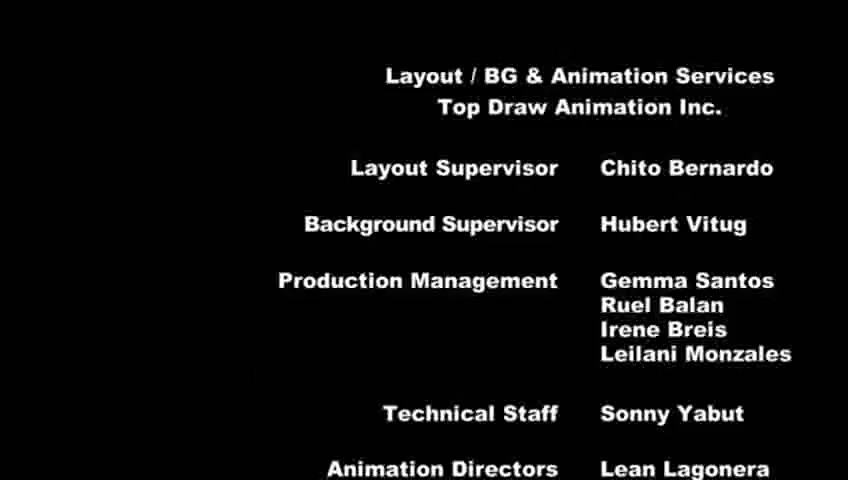 Layout / BG & Animation Services
Top Draw Animation Inc.
Layout Supervisor Chito Bernardo
Background Supervisor Hubert Vitug
Production Management Gemma Santos
Ruel Balan
Irene Breis
Leilani Monzales
Technical Staff Sonny Yabut
Animation Directors Lean Lagonera